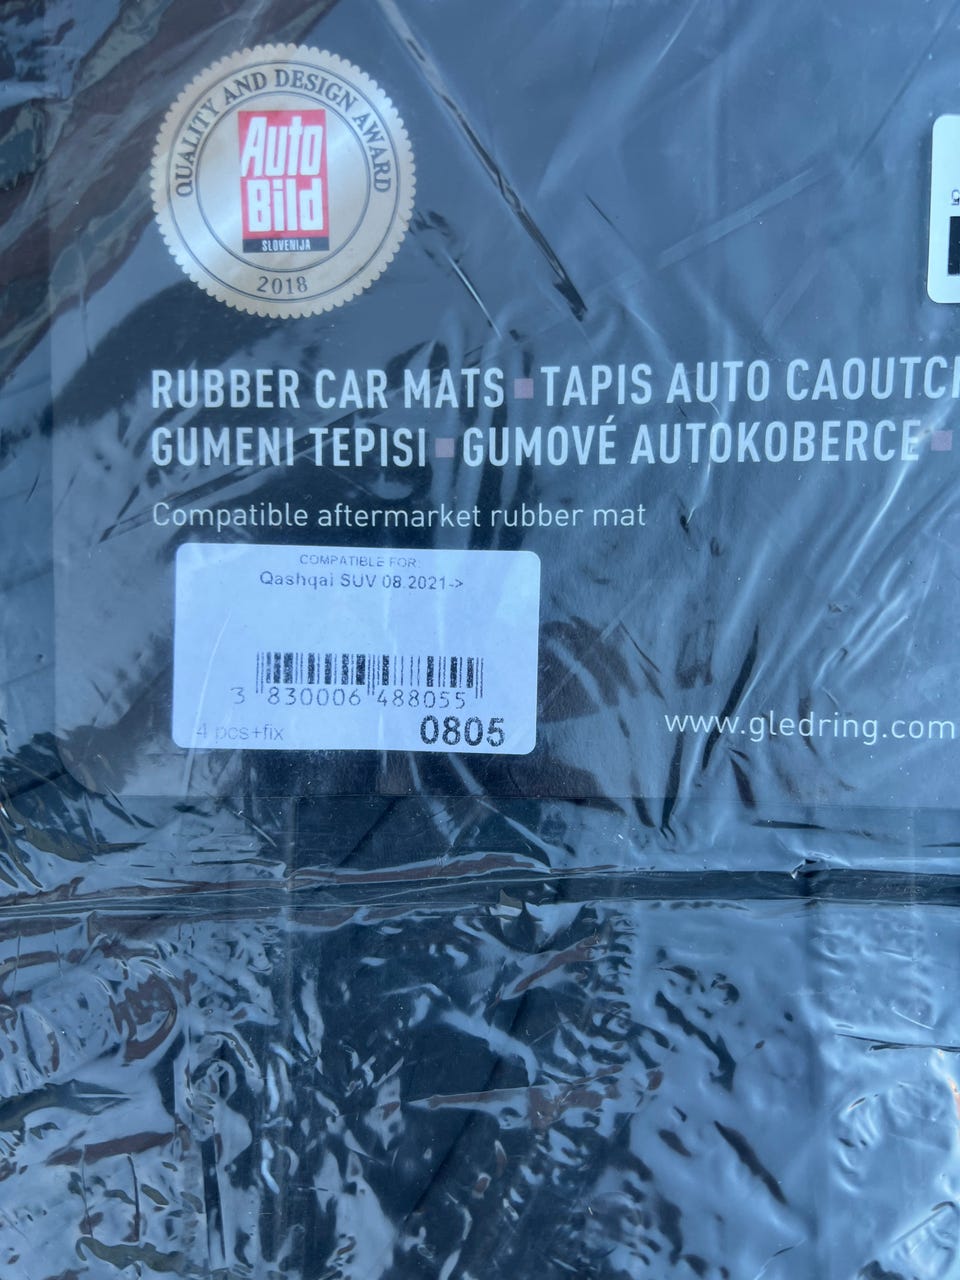 QUALITY AND DESIGN AWARD
Auto
Bild
SLOVENIJA
2018
RUBBER CAR MATS ▪ TAPIS AUTO CAOUTC
GUMENI TEPISI ▪ GUMOVÉ AUTOKOBERCE ▪
Compatible aftermarket rubber mat
COMPATIBLE FOR:
Qashqai SUV 08.2021->
3 830006 488055
4 pcs+fix
0805
www.gledring.com